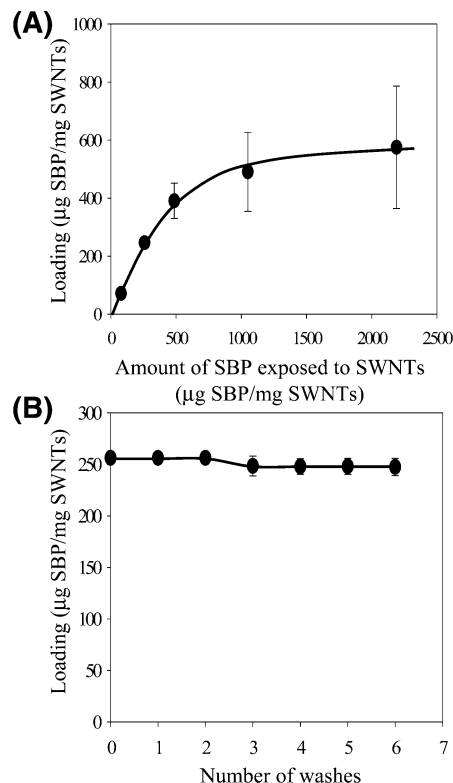 (A)
1000
800
600
400
200
0
Loading (μg SBP/mg SWNTs)
0 500 1000 1500 2000 2500
Amount of SBP exposed to SWNTs
(μg SBP/mg SWNTs)
(B)
300
250
200
150
100
50
0
Loading (μg SBP/mg SWNTs)
0 1 2 3 4 5 6 7
Number of washes